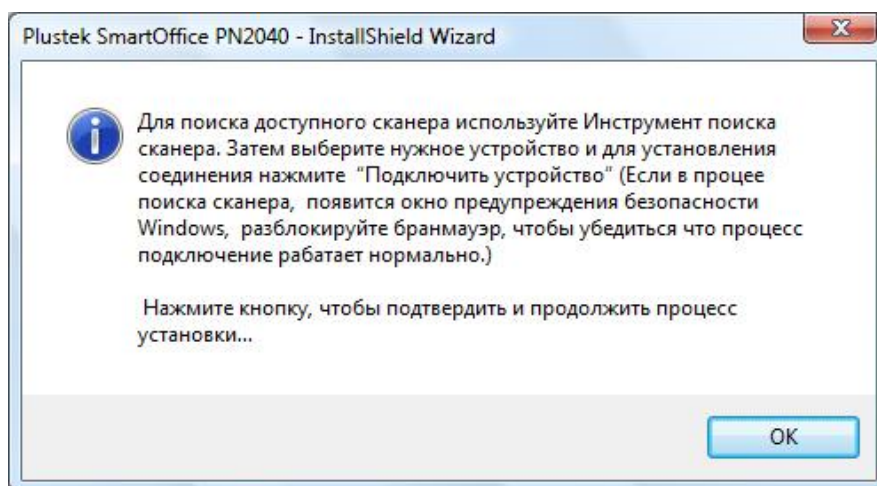 Plustek SmartOffice PN2040 - InstallShield Wizard
Для поиска доступного сканера используйте Инструмент поиска
сканера. Затем выберите нужное устройство и для установления
соединения нажмите "Подключить устройство" (Если в процее
поиска сканера, появится окно предупреждения безопасности
Windows, разблокируйте бранмауэр, чтобы убедиться что процесс
подключение рабатает нормально.)
Нажмите кнопку, чтобы подтвердить и продолжить процесс
установки...
OK